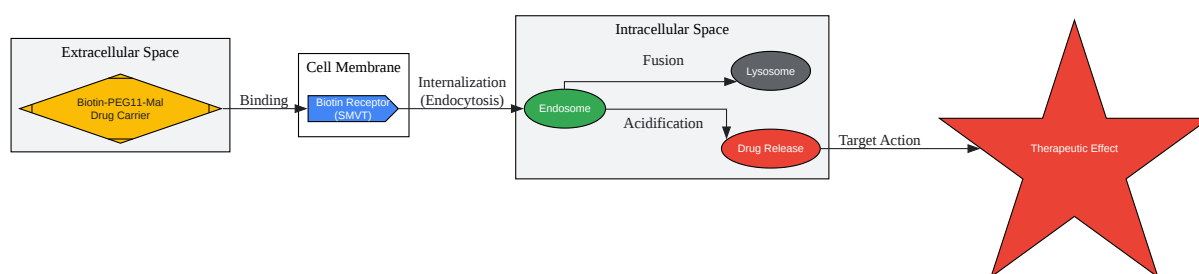 Extracellular Space
Biotin-PEG11-Mal
Drug Carrier
Binding
Cell Membrane
Biotin Receptor
(SMVT)
Internalization
(Endocytosis)
Intracellular Space
Endosome
Fusion
Lysosome
Acidification
Drug Release
Target Action
Therapeutic Effect